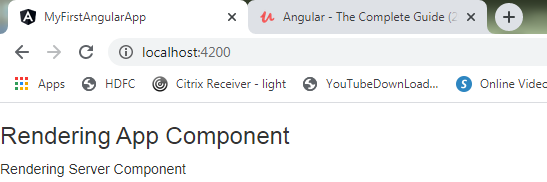 MyFirstAngularApp
Angular - The Complete Guide (2
localhost:4200
Apps HDFC Citrix Receiver - light YouTubeDownLoad... Online Video
Rendering App Component
Rendering Server Component